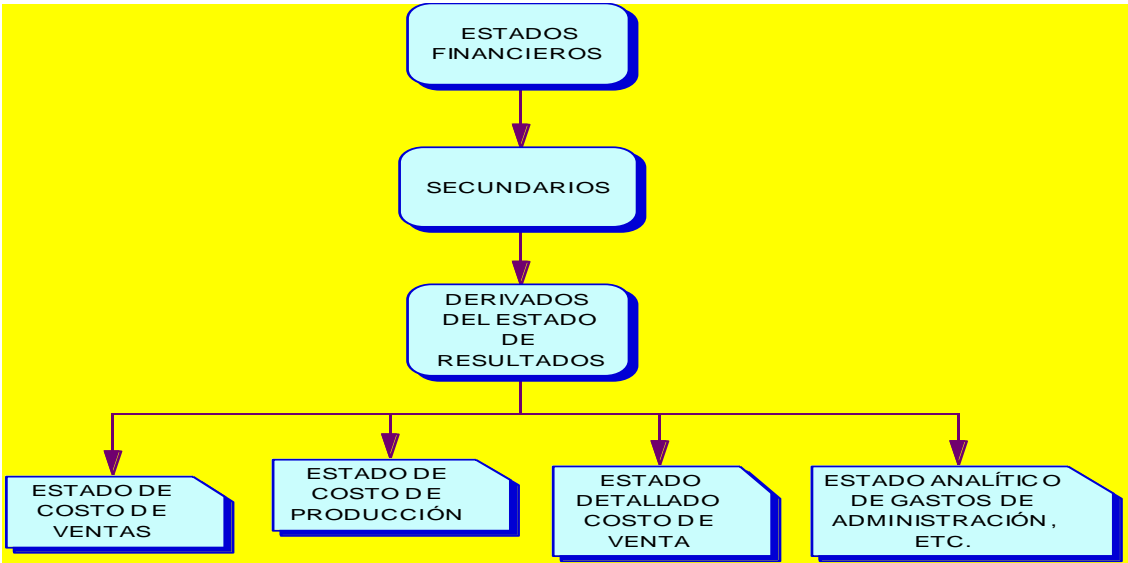 ESTADOS
FINANCIEROS
SECUNDARIOS
DERIVADOS
DEL ESTADO
DE
RESULTADOS
ESTADO DE
COSTO DE
VENTAS
ESTADO DE
COSTO DE
PRODUCCIÓN
ESTADO
DETALLADO
COSTO DE
VENTA
ESTADO ANALÍTICO
DE GASTOS DE
ADMINISTRACIÓN,
ETC.